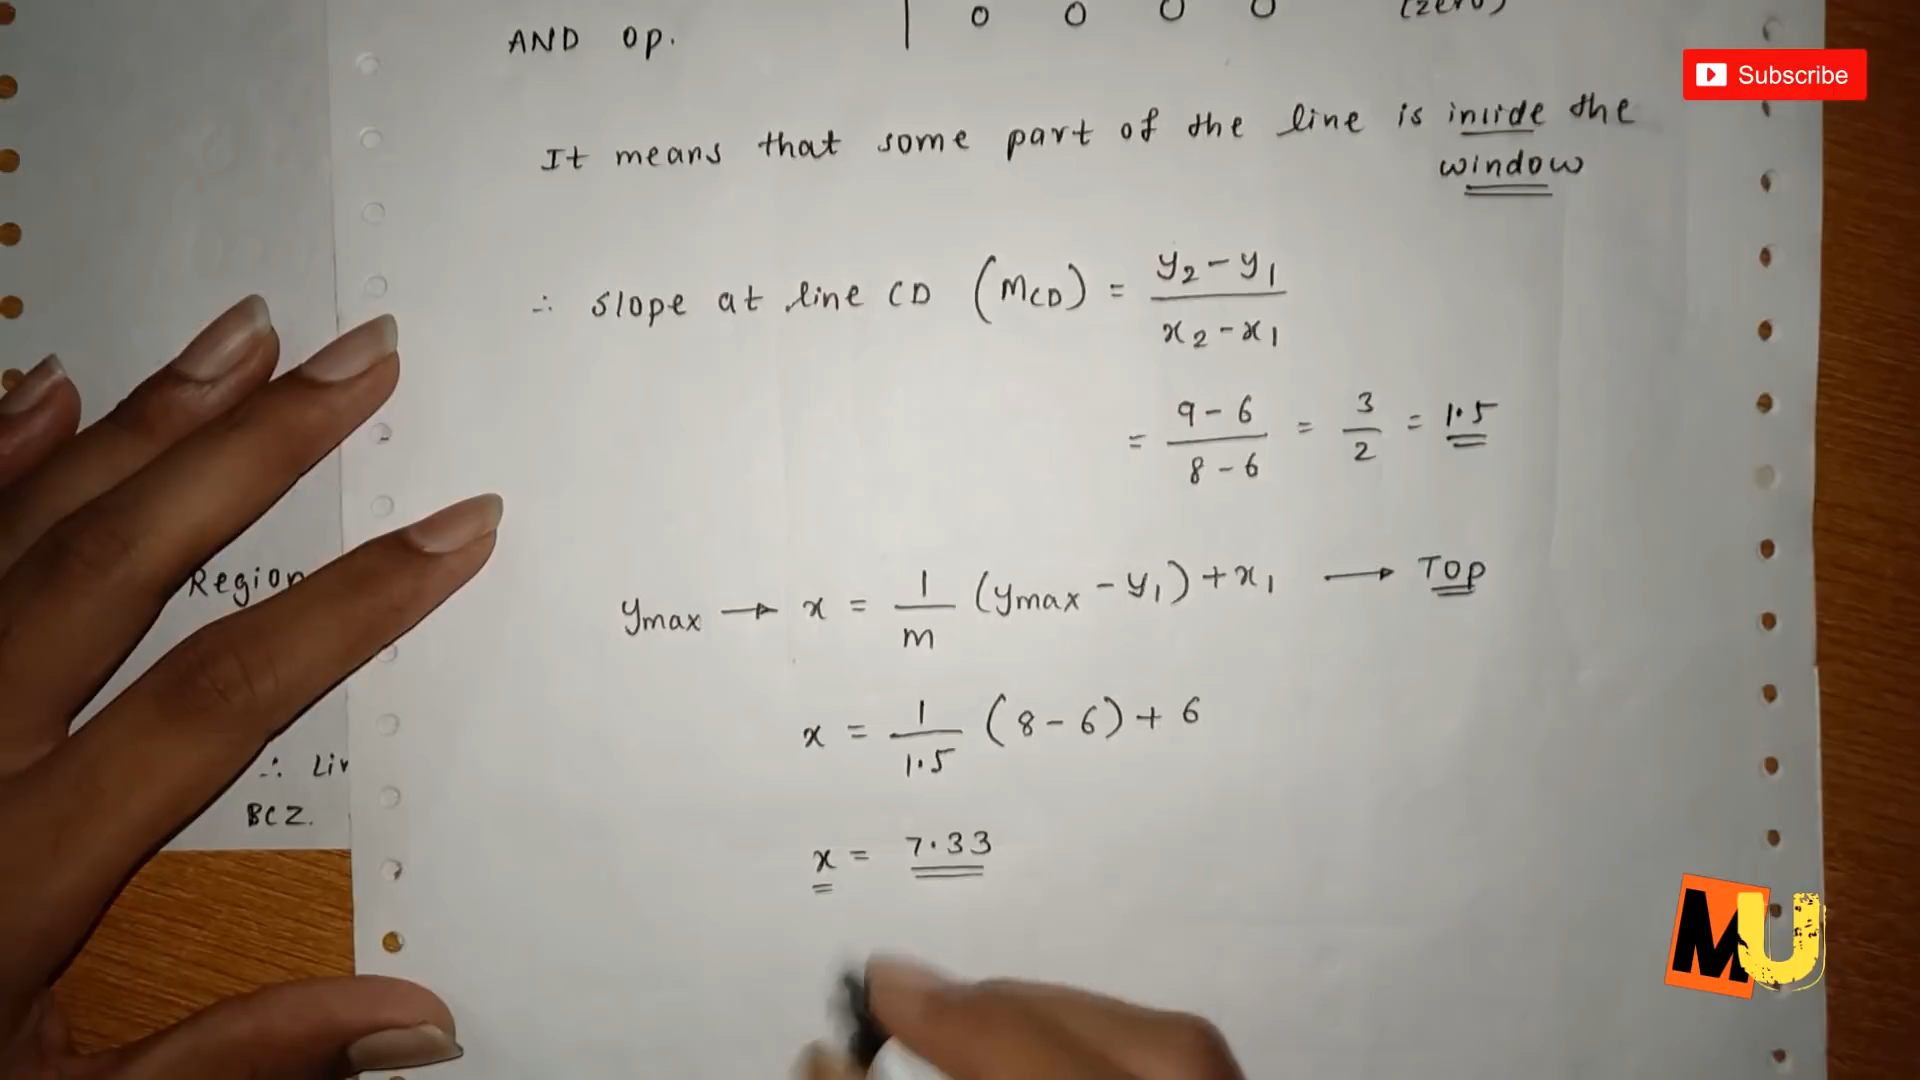 AND Op. | 0 0 0 0 (zero)
Subscribe
It means that some part of the line is inside the
window
∴ slope at line CD (mCD) = y2 - y1 / x2 - x1
= 9 - 6 / 8 - 6 = 3 / 2 = 1.5
Region
ymax → x = 1 / m (ymax - y1) + x1 → Top
x = 1 / 1.5 (8 - 6) + 6
∴ Lin
BCZ.
x = 7.33
MU